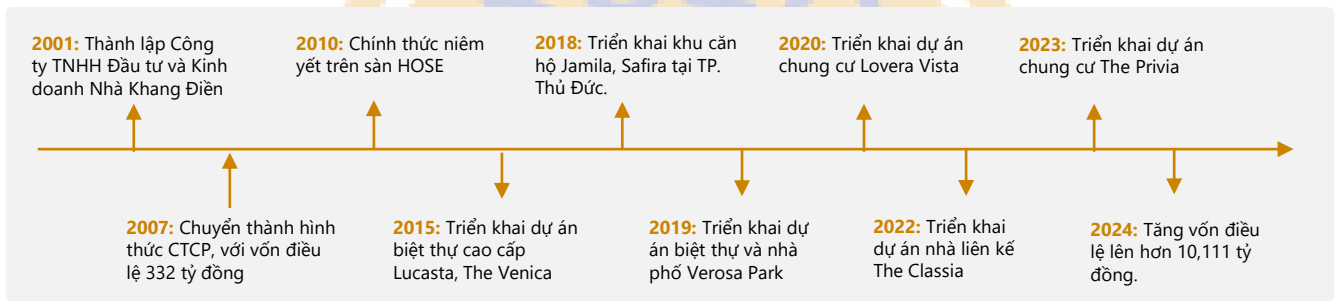 2001: Thành lập Công
ty TNHH Đầu tư và Kinh
doanh Nhà Khang Điền
2010: Chính thức niêm
yết trên sàn HOSE
2018: Triển khai khu căn
hộ Jamila, Safira tại TP.
Thủ Đức.
2020: Triển khai dự án
chung cư Lovera Vista
2023: Triển khai dự án
chung cư The Privia
2007: Chuyển thành hình
thức CTCP, với vốn điều
lệ 332 tỷ đồng
2015: Triển khai dự án
biệt thự cao cấp
Lucasta, The Venica
2019: Triển khai dự
án biệt thự và nhà
phố Verosa Park
2022: Triển khai
dự án nhà liên kế
The Classia
2024: Tăng vốn điều
lệ lên hơn 10,111 tỷ
đồng.